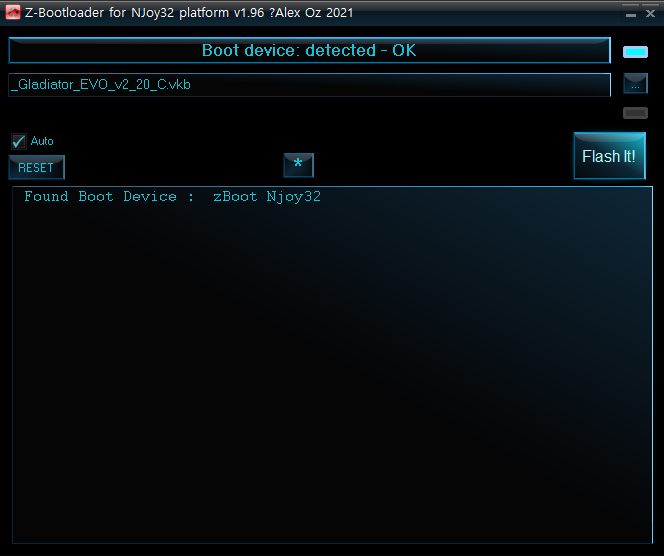 Z-Bootloader for NJoy32 platform v1.96 ?Alex Oz 2021
Boot device: detected - OK
_Gladiator_EVO_v2_20_C.vkb
...
Auto
RESET
*
Flash It!
Found Boot Device : zBoot Njoy32